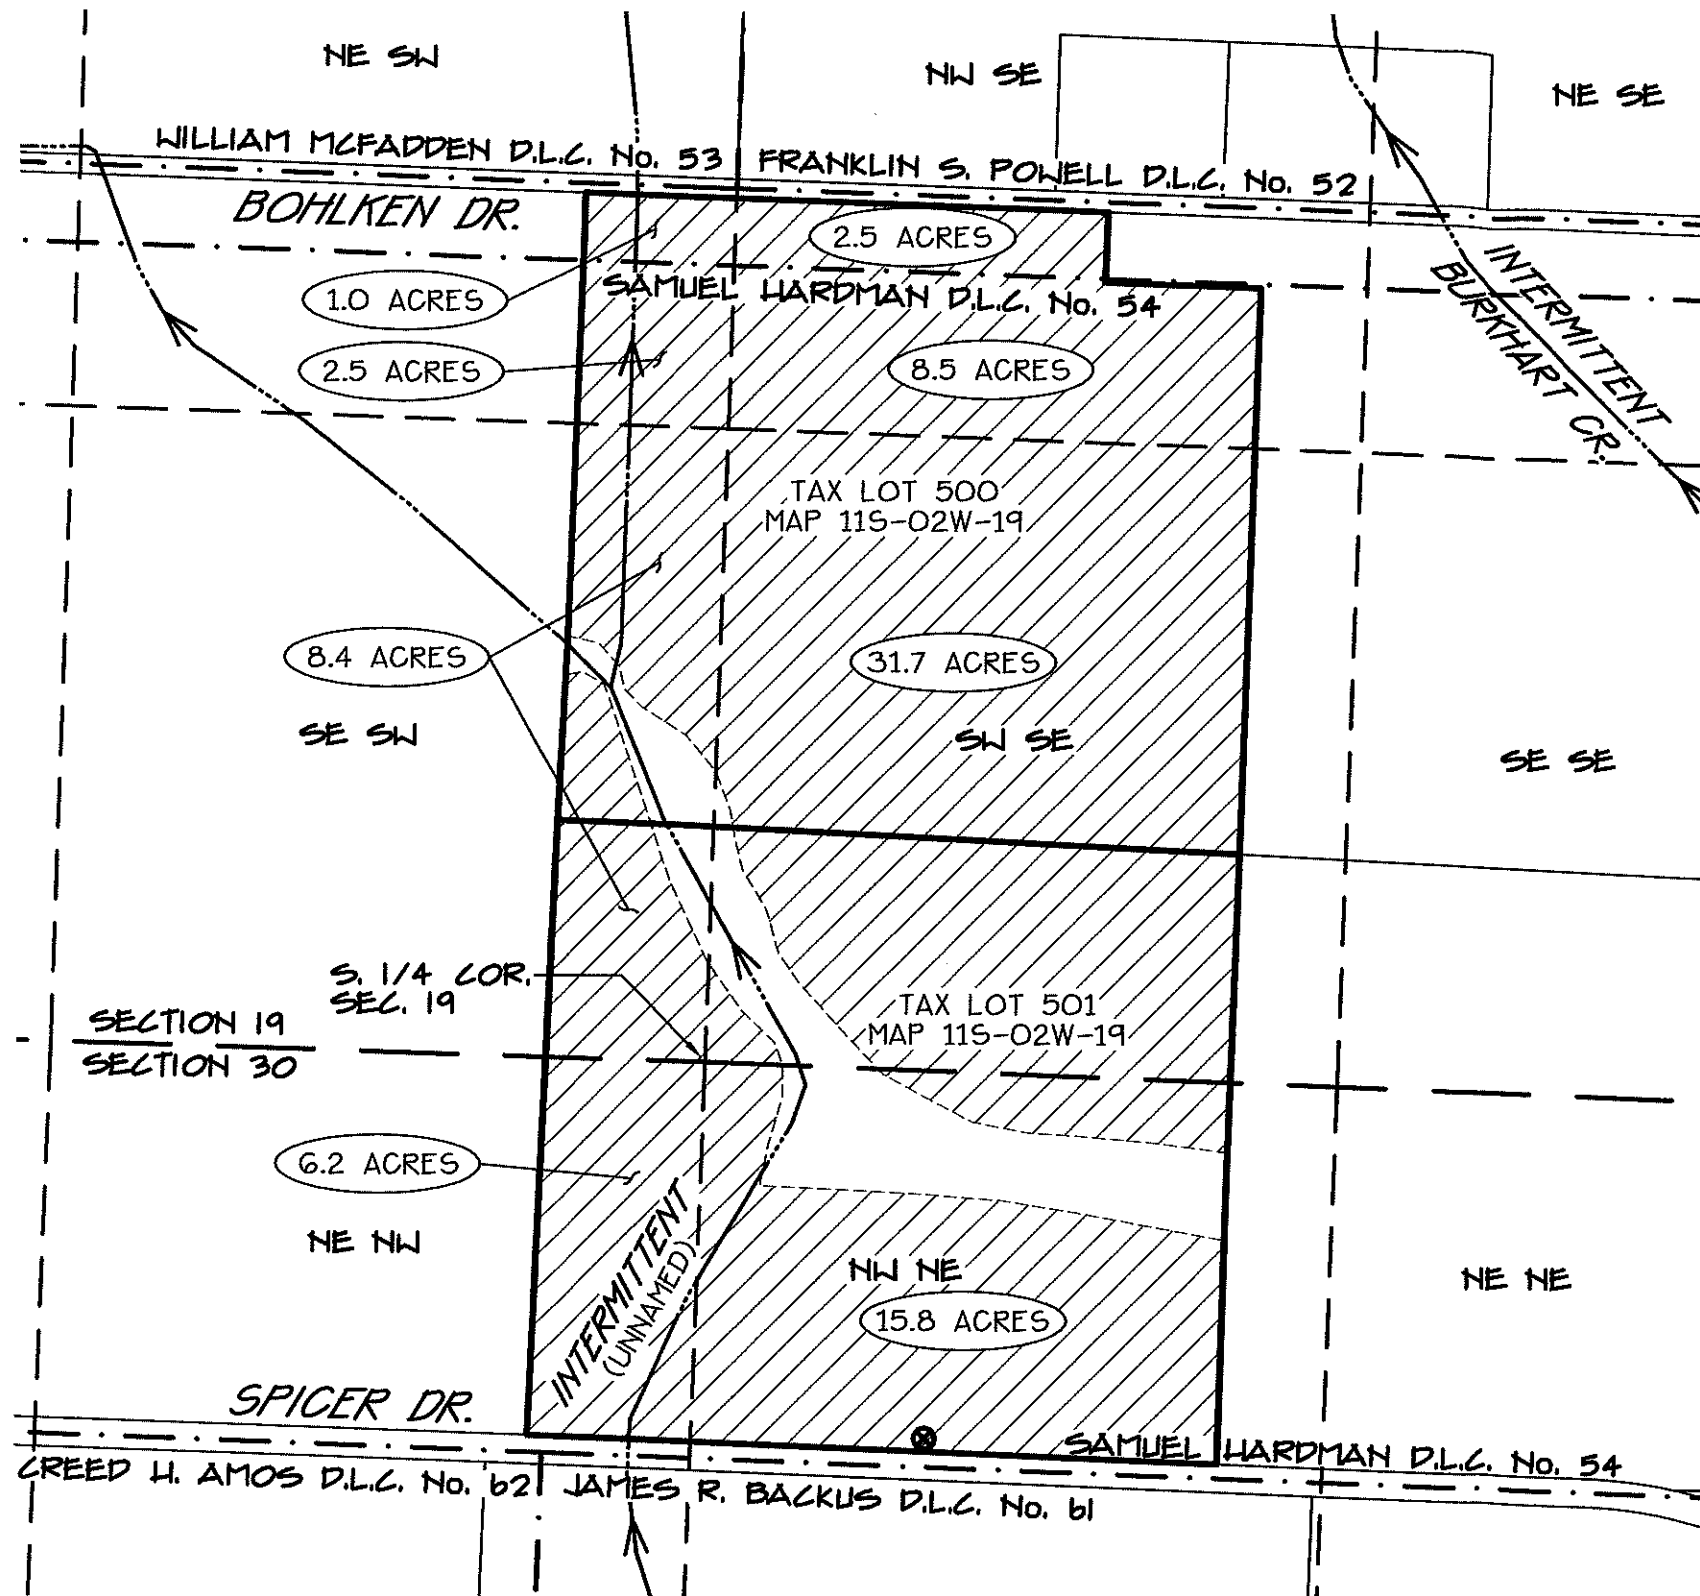 NE SW
NW SE
NE SE
WILLIAM MCFADDEN D.L.C. No. 53
FRANKLIN S. POWELL D.L.C. No. 52
BOHLKEN DR.
2.5 ACRES
1.0 ACRES
SAMUEL HARDMAN D.L.C. No. 54
INTERMITTENT
BURKHART CR.
2.5 ACRES
8.5 ACRES
TAX LOT 500
MAP 11S-02W-19
8.4 ACRES
31.7 ACRES
SE SW
SW SE
SE SE
S. 1/4 COR.
SEC. 19
TAX LOT 501
MAP 11S-02W-19
SECTION 19
SECTION 30
6.2 ACRES
NE NW
INTERMITTENT
(UNNAMED)
NW NE
NE NE
15.8 ACRES
SPICER DR.
SAMUEL HARDMAN D.L.C. No. 54
CREED H. AMOS D.L.C. No. 62
JAMES R. BACKUS D.L.C. No. 61